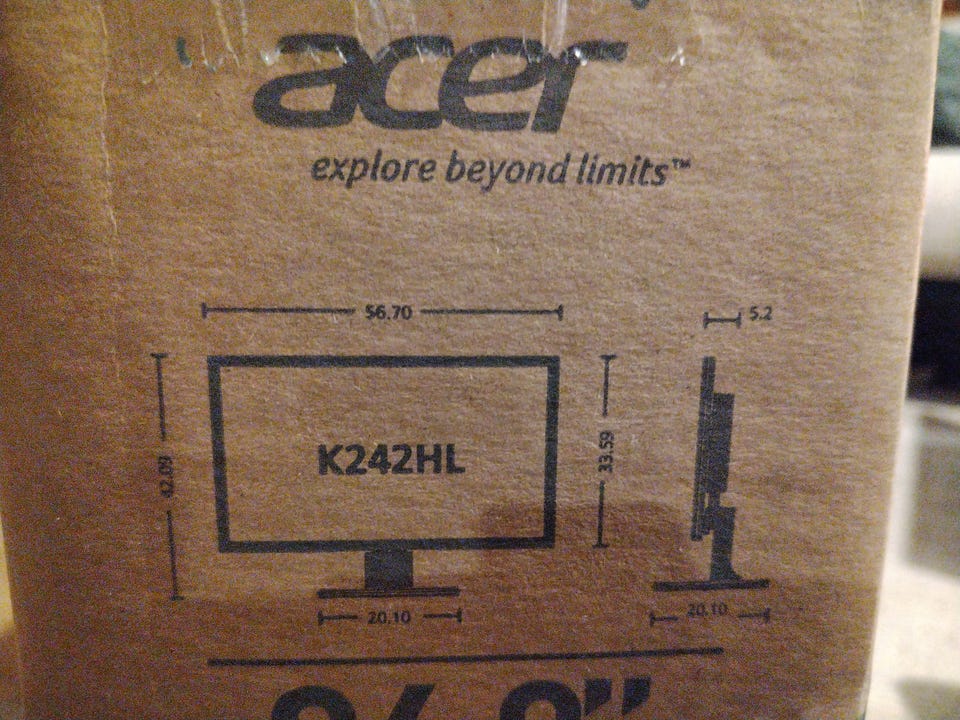 acer
explore beyond limits™
56.70
5.2
42.09
K242HL
33.59
20.10
20.10